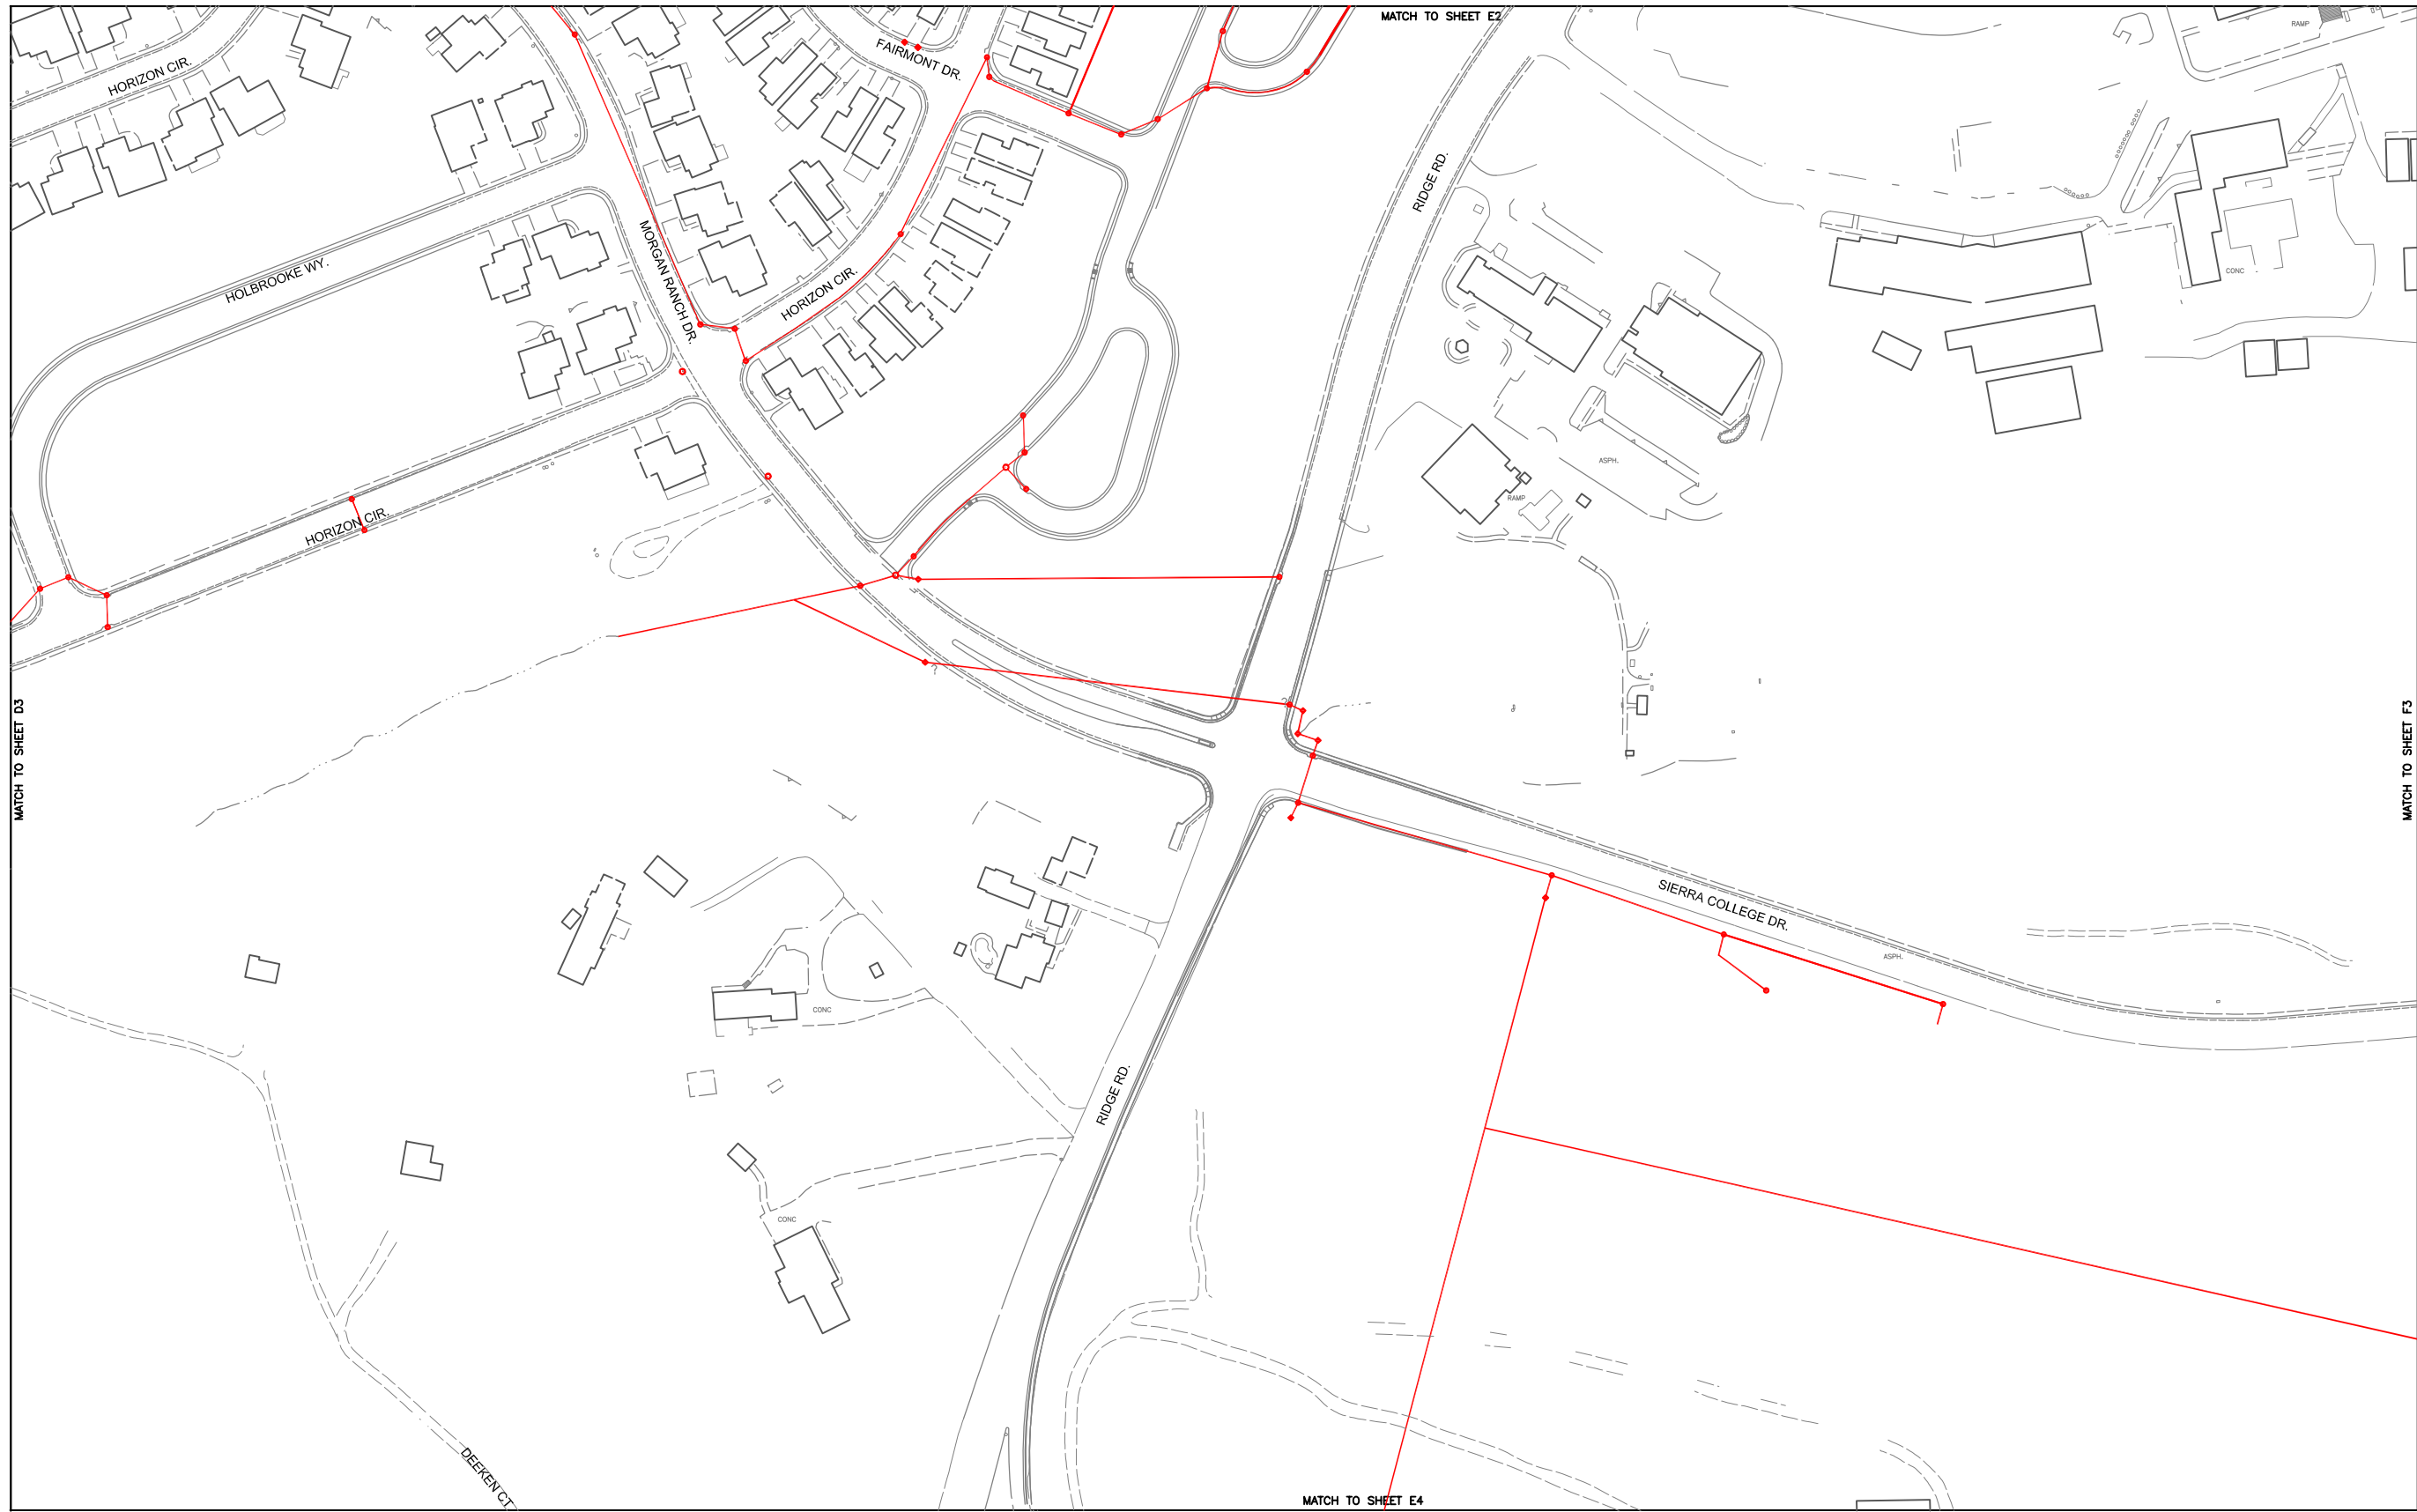 MATCH TO SHEET E2
RAMP
FAIRMONT DR.
HORIZON CIR.
RIDGE RD.
MORGAN RANCH DR.
HOLBROOKE WY.
HORIZON CIR.
CONC
ASPH.
RAMP
HORIZON CIR.
?
?
MATCH TO SHEET D3
MATCH TO SHEET F3
SIERRA COLLEGE DR.
ASPH.
CONC
RIDGE RD.
CONC
DEEKEN CT
MATCH TO SHEET E4